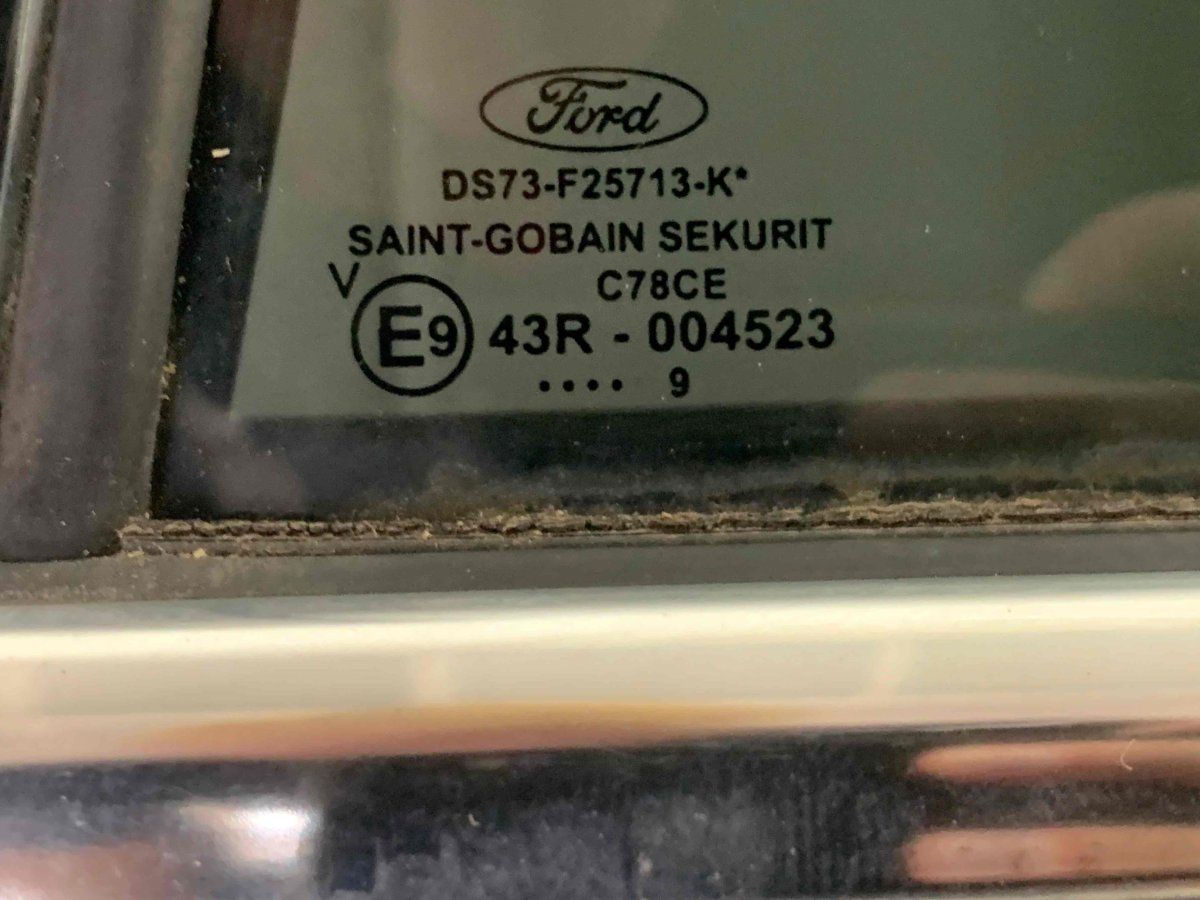 Ford
DS73-F25713-K*
SAINT-GOBAIN SEKURIT
V C78CE
E9 43R - 004523
•••• 9